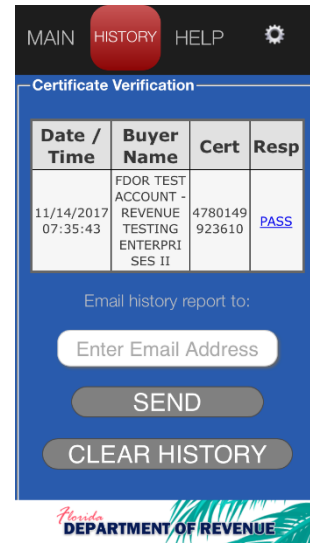 MAIN HISTORY HELP
Certificate Verification
Date / Time Buyer Name Cert Resp
11/14/2017
07:35:43
FDOR TEST
ACCOUNT -
REVENUE
TESTING
ENTERPRI
SES II
4780149
923610
PASS
Email history report to:
Enter Email Address
SEND
CLEAR HISTORY
Florida
DEPARTMENT OF REVENUE